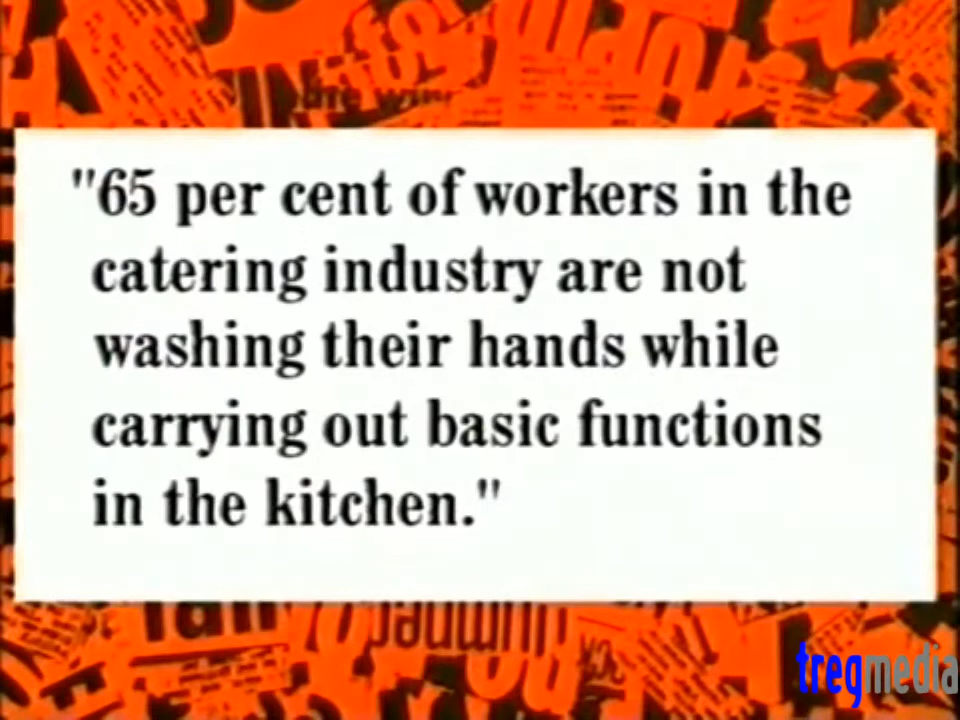 "65 per cent of workers in the
catering industry are not
washing their hands while
carrying out basic functions
in the kitchen."
tregmedia